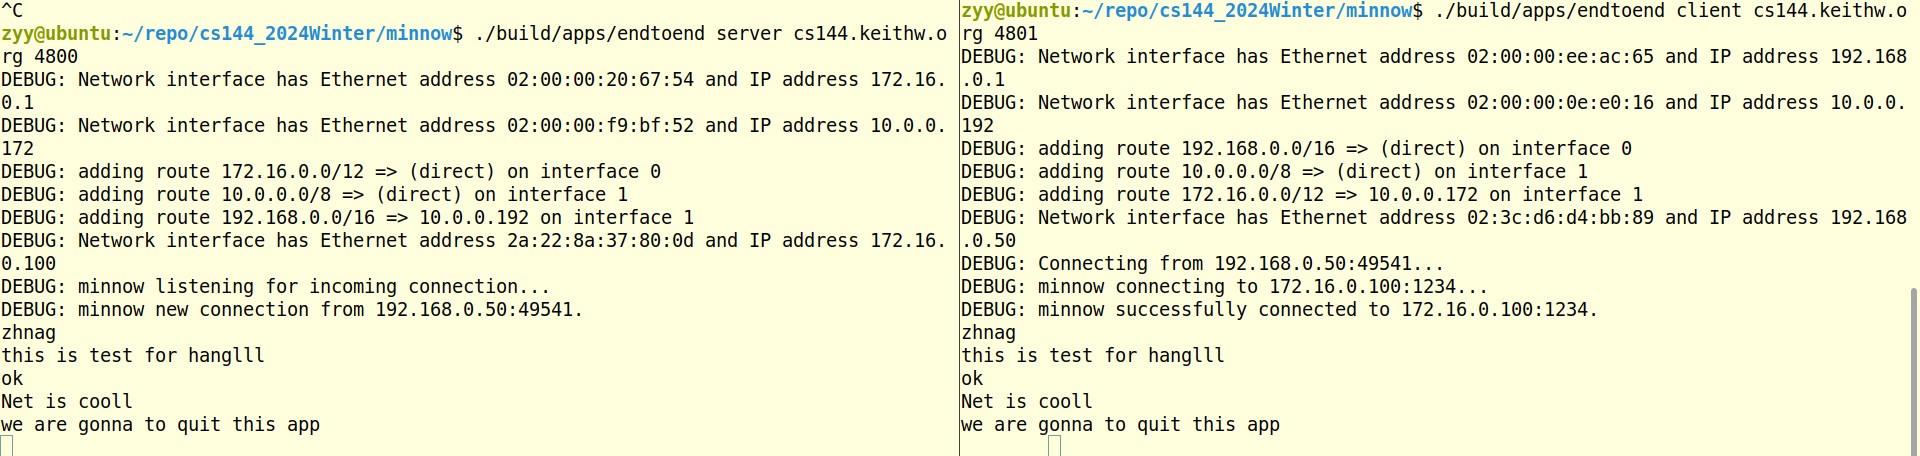 ^C
zyy@ubuntu:~/repo/cs144_2024Winter/minnow$ ./build/apps/endtoend server cs144.keithw.o
rg 4800
DEBUG: Network interface has Ethernet address 02:00:00:20:67:54 and IP address 172.16.
0.1
DEBUG: Network interface has Ethernet address 02:00:00:f9:bf:52 and IP address 10.0.0.
172
DEBUG: adding route 172.16.0.0/12 => (direct) on interface 0
DEBUG: adding route 10.0.0.0/8 => (direct) on interface 1
DEBUG: adding route 192.168.0.0/16 => 10.0.0.192 on interface 1
DEBUG: Network interface has Ethernet address 2a:22:8a:37:80:0d and IP address 172.16.
0.100
DEBUG: minnow listening for incoming connection...
DEBUG: minnow new connection from 192.168.0.50:49541.
zhnag
this is test for hanglll
ok
Net is cooll
we are gonna to quit this app
zyy@ubuntu:~/repo/cs144_2024Winter/minnow$ ./build/apps/endtoend client cs144.keithw.o
rg 4801
DEBUG: Network interface has Ethernet address 02:00:00:ee:ac:65 and IP address 192.168
.0.1
DEBUG: Network interface has Ethernet address 02:00:00:0e:e0:16 and IP address 10.0.0.
192
DEBUG: adding route 192.168.0.0/16 => (direct) on interface 0
DEBUG: adding route 10.0.0.0/8 => (direct) on interface 1
DEBUG: adding route 172.16.0.0/12 => 10.0.0.172 on interface 1
DEBUG: Network interface has Ethernet address 02:3c:d6:d4:bb:89 and IP address 192.168
.0.50
DEBUG: Connecting from 192.168.0.50:49541...
DEBUG: minnow connecting to 172.16.0.100:1234...
DEBUG: minnow successfully connected to 172.16.0.100:1234.
zhnag
this is test for hanglll
ok
Net is cooll
we are gonna to quit this app